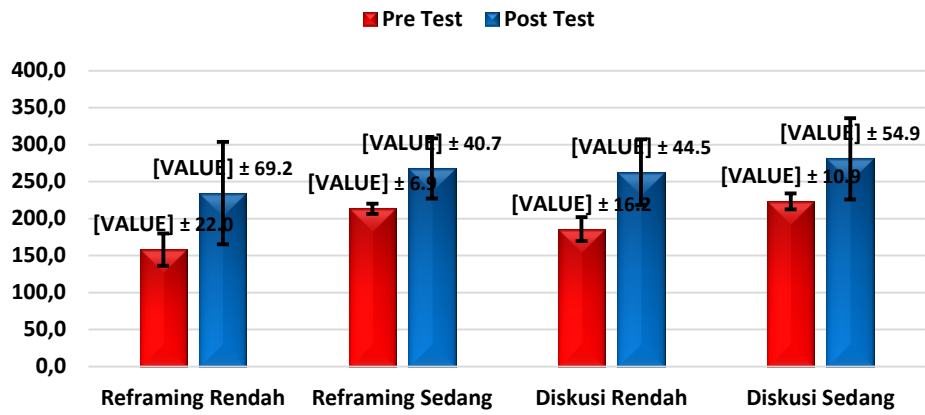 Pre Test Post Test
400,0
350,0
300,0
250,0
200,0
150,0
100,0
50,0
0,0
[VALUE] ± 22.0
[VALUE] ± 69.2
[VALUE] ± 6.9
[VALUE] ± 40.7
[VALUE] ± 16.2
[VALUE] ± 44.5
[VALUE] ± 10.9
[VALUE] ± 54.9
Reframing Rendah Reframing Sedang Diskusi Rendah Diskusi Sedang